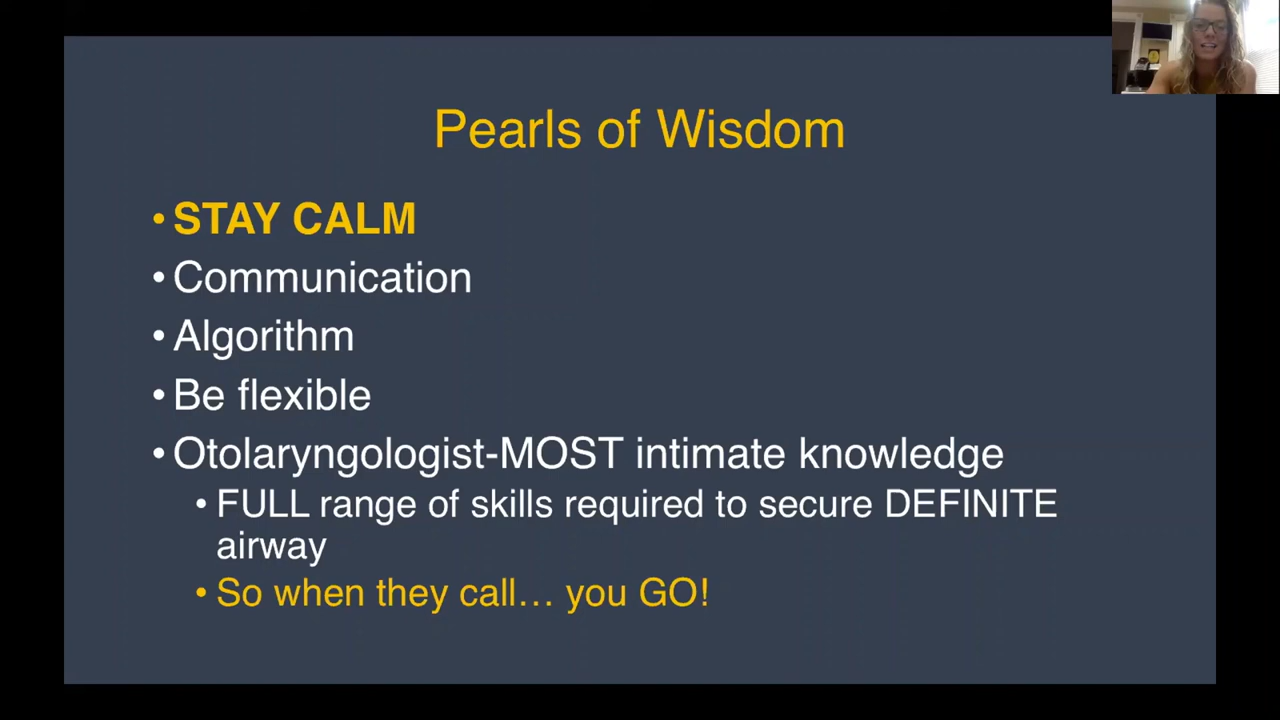 Pearls of Wisdom
• STAY CALM
• Communication
• Algorithm
• Be flexible
• Otolaryngologist-MOST intimate knowledge
• FULL range of skills required to secure DEFINITE
airway
• So when they call… you GO!